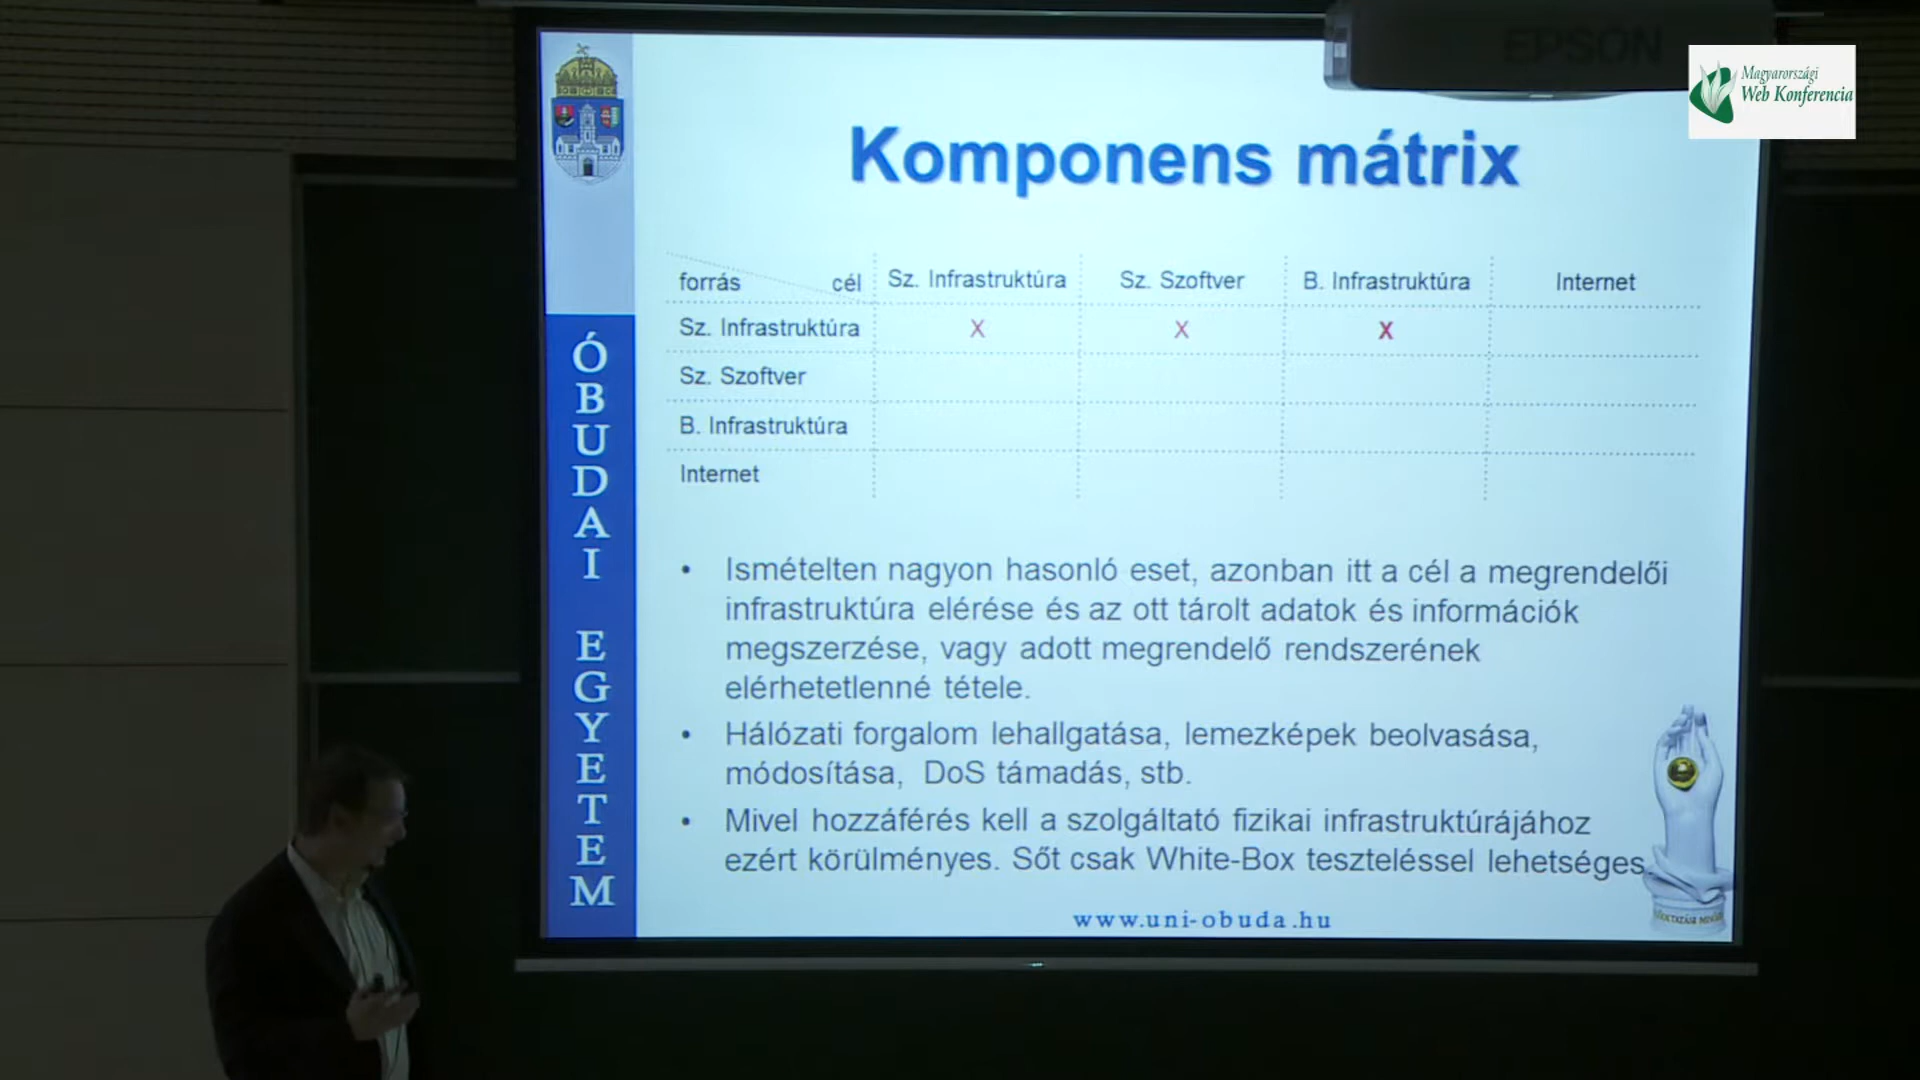 EPSON
Magyarországi
Web Konferencia
Komponens mátrix
forrás cél Sz. Infrastruktúra Sz. Szoftver B. Infrastruktúra Internet
Sz. Infrastruktúra X X X
Sz. Szoftver
B. Infrastruktúra
Internet
ÓBUDAI EGYETEM
• Ismételten nagyon hasonló eset, azonban itt a cél a megrendelői
infrastruktúra elérése és az ott tárolt adatok és információk
megszerzése, vagy adott megrendelő rendszerének
elérhetetlenné tétele.
• Hálózati forgalom lehallgatása, lemezképek beolvasása,
módosítása, DoS támadás, stb.
• Mivel hozzáférés kell a szolgáltató fizikai infrastruktúrájához
ezért körülményes. Sőt csak White-Box teszteléssel lehetséges.
www.uni-obuda.hu